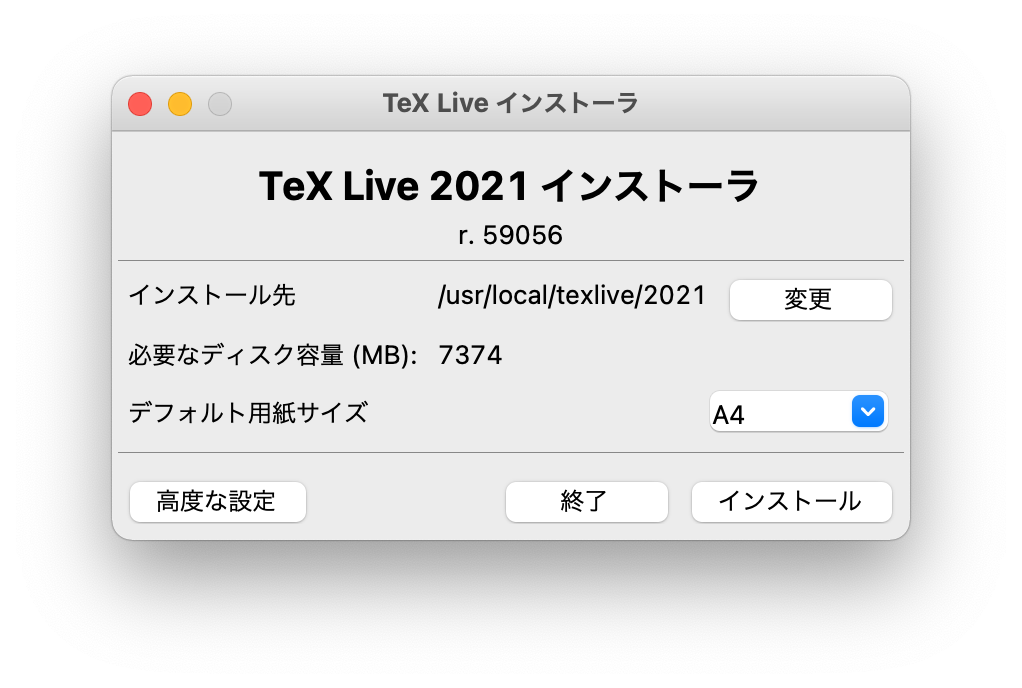 TeX Live インストーラ
TeX Live 2021 インストーラ
r. 59056
インストール先 /usr/local/texlive/2021 変更
必要なディスク容量 (MB): 7374
デフォルト用紙サイズ A4
高度な設定 終了 インストール